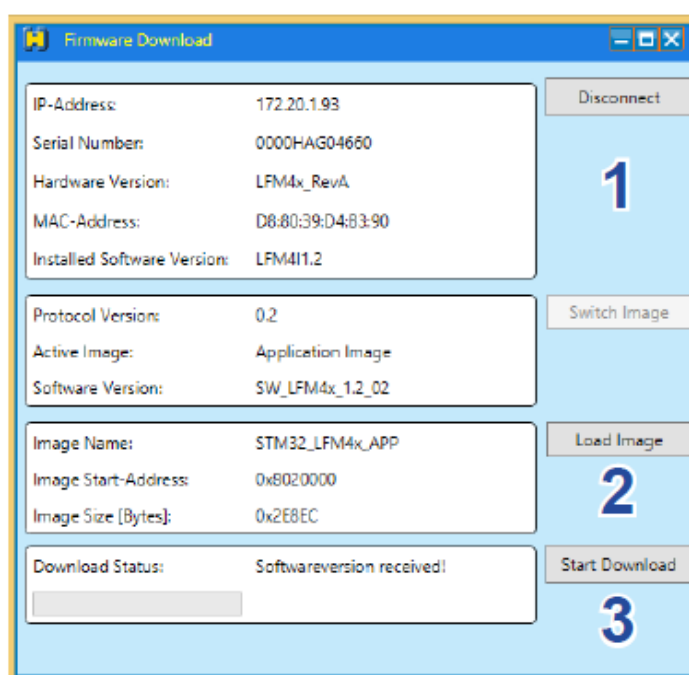 Firmware Download
IP-Address: 172.20.1.93
Disconnect
Serial Number: 0000HAG04660
Hardware Version: LFM4x_RevA
1
MAC-Address: D8:80:39:D4:83:90
Installed Software Version: LFM4I1.2
Protocol Version: 0.2
Switch Image
Active Image: Application Image
Software Version: SW_LFM4x_1.2_02
Image Name: STM32_LFM4x_APP
Load Image
Image Start-Address: 0x8020000
2
Image Size [Bytes]: 0x2E8EC
Download Status: Softwareversion received!
Start Download
3